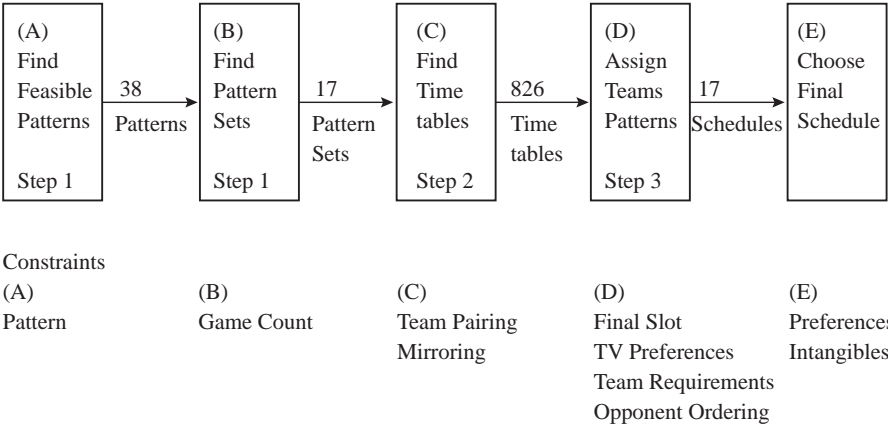 (A)
Find
Feasible
Patterns
Step 1
38
Patterns
(B)
Find
Pattern
Sets
Step 1
17
Pattern
Sets
(C)
Find
Time
tables
Step 2
826
Time
tables
(D)
Assign
Teams
Patterns
Step 3
17
Schedules
(E)
Choose
Final
Schedule
Constraints
(A)
Pattern
(B)
Game Count
(C)
Team Pairing
Mirroring
(D)
Final Slot
TV Preferences
Team Requirements
Opponent Ordering
(E)
Preferences
Intangibles